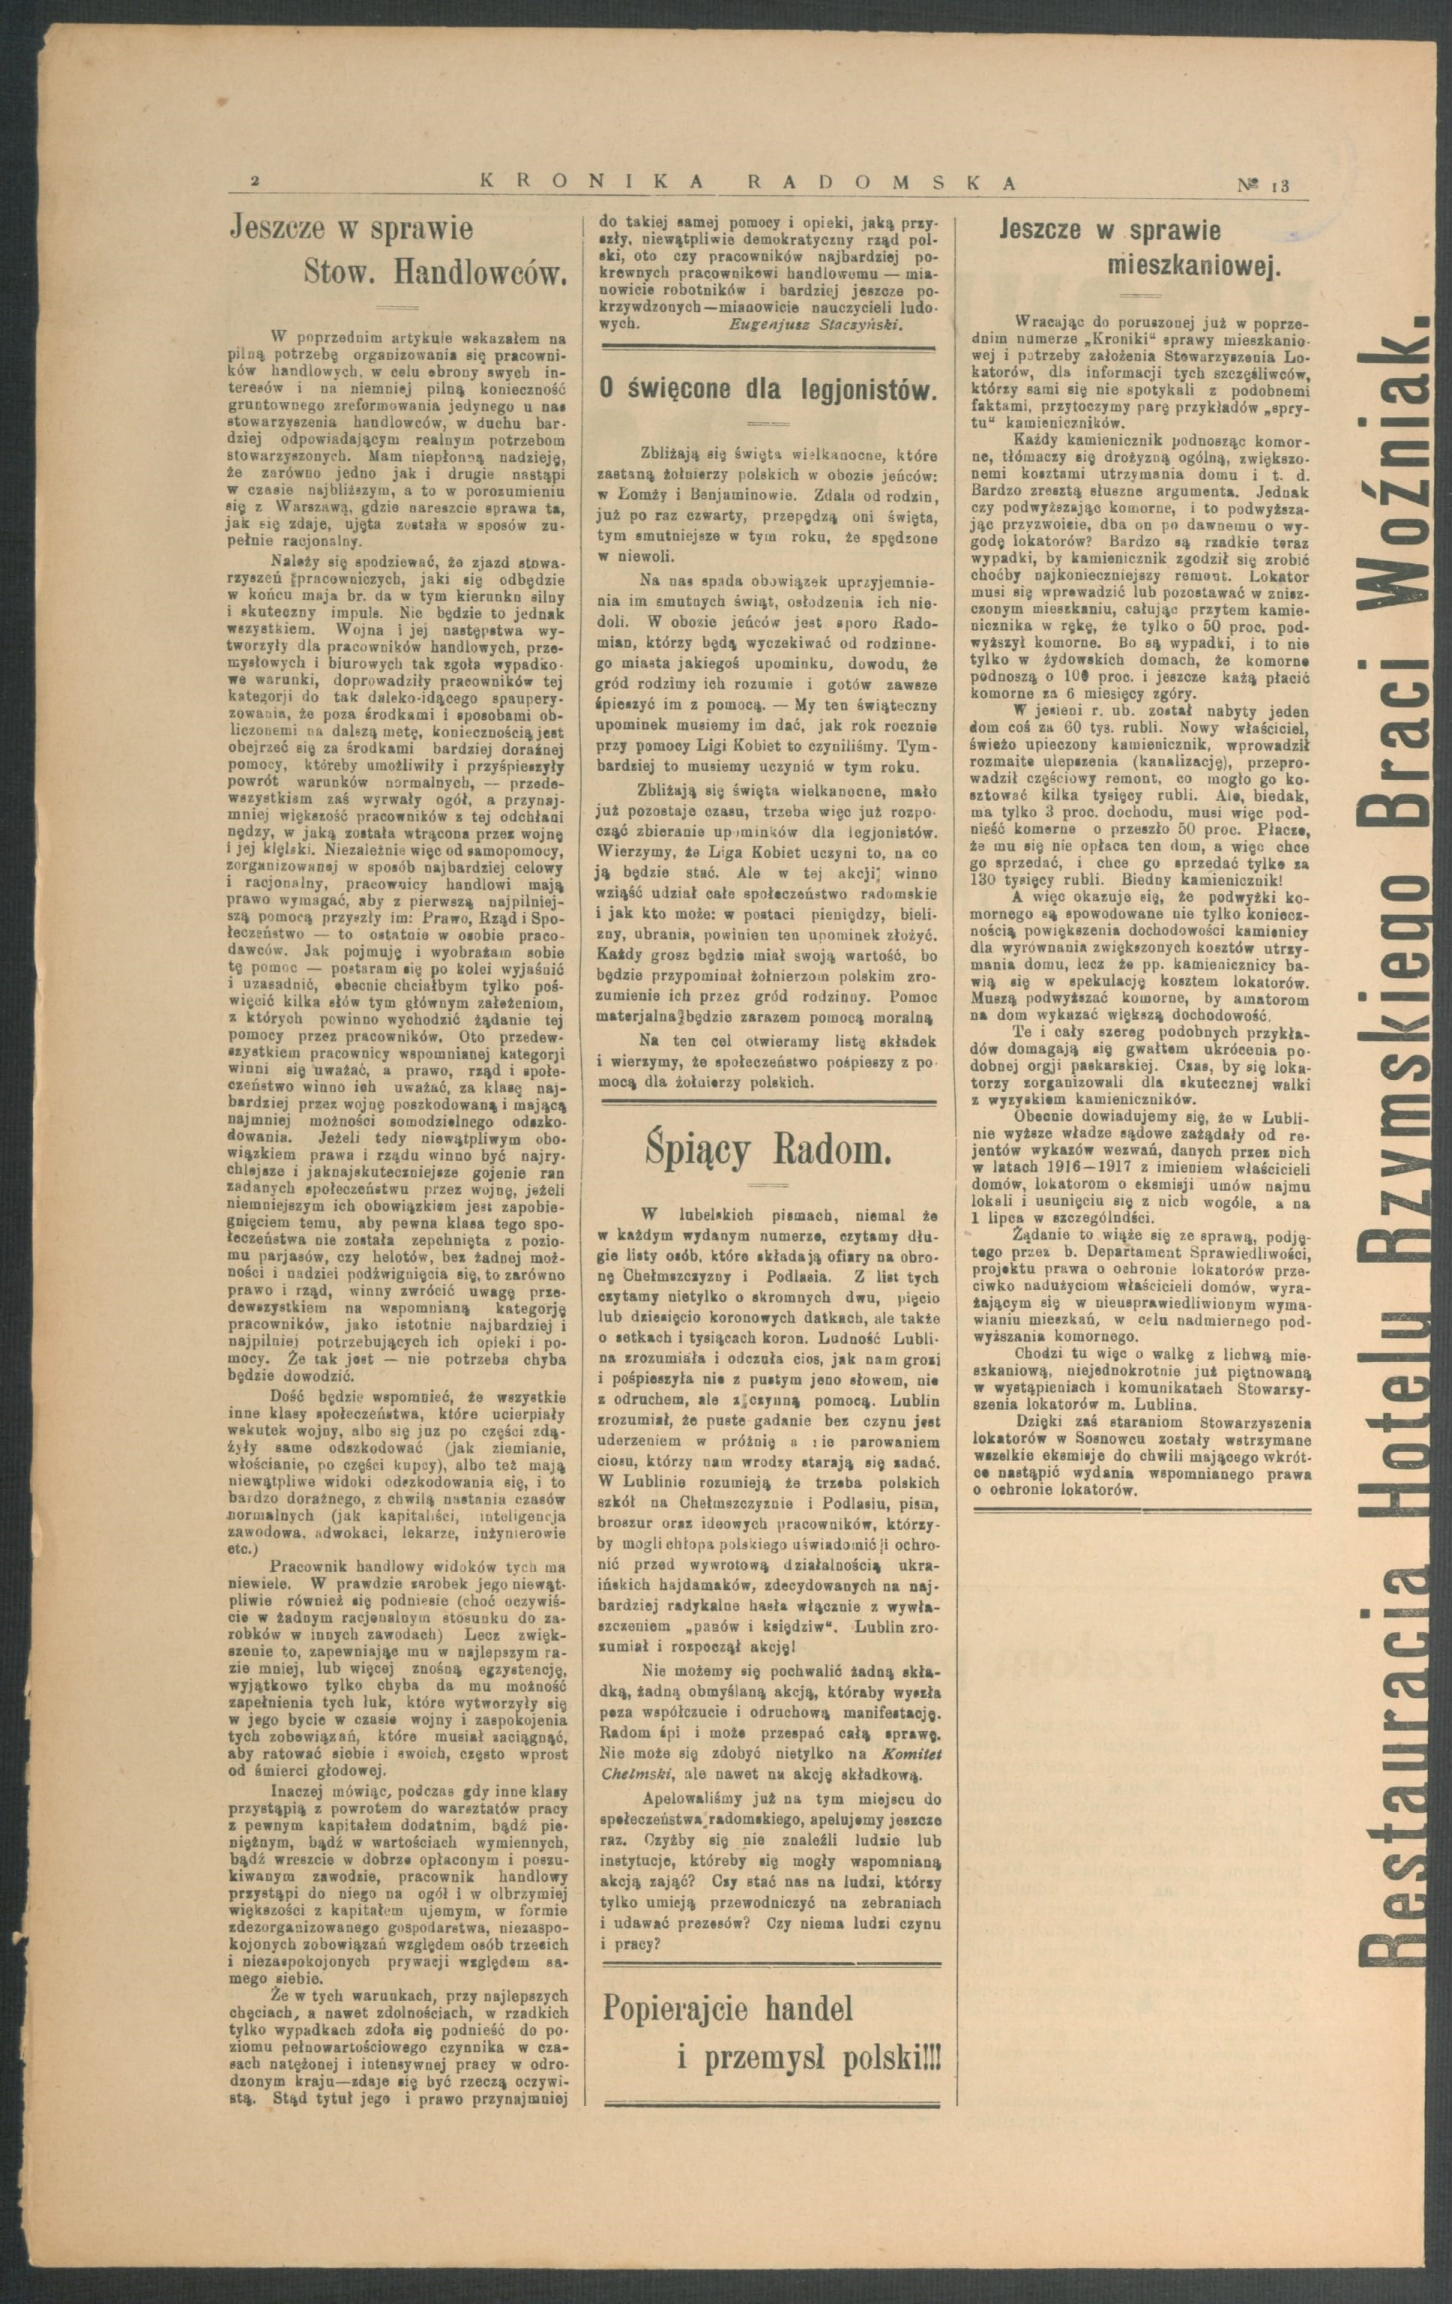 2
KRONIKA RADOMSKA
№ 13
Jeszcze w sprawie
Stow. Handlowców.
W poprzednim artykule wskazałem na
pilną potrzebę organizowania się pracowni-
ków handlowych, w celu obrony swych in-
teresów i na niemniej pilną konieczność
gruntownego zreformowania jedynego u nas
stowarzyszenia handlowców, w duchu bar-
dziej odpowiadającym realnym potrzebom
stowarzyszonych. Mam niepłonną nadzieję,
że zarówno jedno jak i drugie nastąpi
w czasie najbliższym, a to w porozumieniu
się z Warszawą, gdzie nareszcie sprawa ta,
jak się zdaje, ujęta została w sposów zu-
pełnie racjonalny.
Należy się spodziewać, że zjazd stowa-
rzyszeń pracowniczych, jaki się odbędzie
w końcu maja br. da w tym kierunku silny
i skuteczny impuls. Nie będzie to jednak
wszystkiem. Wojna i jej następstwa wy-
tworzyły dla pracowników handlowych, prze-
mysłowych i biurowych tak zgoła wypadko-
we warunki, doprowadziły pracowników tej
kategorji do tak daleko-idącego spaupery-
zowania, że poza środkami i sposobami ob-
liczonemi na dalszą metę, koniecznością jest
obejrzeć się za środkami bardziej doraźnej
pomocy, któreby umożliwiły i przyśpieszyły
powrót warunków normalnych, — przede-
wszystkiem zaś wyrwały ogół, a przynaj-
mniej większość pracowników z tej odchłani
nędzy, w jaką została wtrącona przez wojnę
i jej klęlski. Niezależnie więc od samopomocy,
zorganizowanej w sposób najbardziej celowy
i racjonalny, pracownicy handlowi mają
prawo wymagać, aby z pierwszą najpilniej-
szą pomocą przyszły im: Prawo, Rząd i Spo-
łeczeństwo — to ostatnie w osobie praco-
dawców. Jak pojmuję i wyobrażam sobie
tę pomoc — postaram się po kolei wyjaśnić
i uzasadnić, obecnie chciałbym tylko poś-
więcić kilka słów tym głównym założeniom,
z których powinno wychodzić żądanie tej
pomocy przez pracowników. Oto przedew-
szystkiem pracownicy wspomnianej kategorji
winni się uważać, a prawo, rząd i społe-
czeństwo winno ich uważać, za klasę naj-
bardziej przez wojnę poszkodowaną i mającą
najmniej możności somodzielnego odszko-
dowania. Jeżeli tedy niewątpliwym obo-
wiązkiem prawa i rządu winno być najry-
chlejsze i jaknajskuteczniejsze gojenie ran
zadanych społeczeństwu przez wojnę, jeżeli
niemniejszym ich obowiązkiem jest zapobie-
gnięciem temu, aby pewna klasa tego spo-
łeczeństwa nie została zepchnięta z pozio-
mu parjasów, czy helotów, bez żadnej moż-
ności i nadziei podźwignięcia się, to zarówno
prawo i rząd, winny zwrócić uwagę prze-
dewszystkiem na wspomnianą kategorję
pracowników, jako istotnie najbardziej i
najpilniej potrzebujących ich opieki i po-
mocy. Że tak jest — nie potrzeba chyba
będzie dowodzić.
Dość będzie wspomnieć, że wszystkie
inne klasy społeczeństwa, które ucierpiały
wskutek wojny, albo się juz po części zdą-
żyły same odszkodować (jak ziemianie,
włościanie, po części kupcy), albo też mają
niewątpliwe widoki odszkodowania się, i to
bardzo doraźnego, z chwilą nastania czasów
normalnych (jak kapitaliści, inteligencja
zawodowa, adwokaci, lekarze, inżynierowie
etc.)
Pracownik handlowy widoków tych ma
niewiele. W prawdzie zarobek jego niewąt-
pliwie również się podniesie (choć oczywiś-
cie w żadnym racjonalnym stosunku do za-
robków w innych zawodach) Lecz zwięk-
szenie to, zapewniając mu w najlepszym ra-
zie mniej, lub więcej znośną egzystencję,
wyjątkowo tylko chyba da mu możność
zapełnienia tych luk, które wytworzyły się
w jego bycie w czasie wojny i zaspokojenia
tych zobowiązań, które musiał zaciągnąć,
aby ratować siebie i swoich, często wprost
od śmierci głodowej.
Inaczej mówiąc, podczas gdy inne klasy
przystąpią z powrotem do warsztatów pracy
z pewnym kapitałem dodatnim, bądź pie-
niężnym, bądź w wartościach wymiennych,
bądź wreszcie w dobrze opłaconym i poszu-
kiwanym zawodzie, pracownik handlowy
przystąpi do niego na ogół i w olbrzymiej
większości z kapitałem ujemym, w formie
zdezorganizowanego gospodarstwa, niezaspo-
kojonych zobowiązań względem osób trzecich
i niezaspokojonych prywacji względem sa-
mego siebie.
Że w tych warunkach, przy najlepszych
chęciach, a nawet zdolnościach, w rzadkich
tylko wypadkach zdoła się podnieść do po-
ziomu pełnowartościowego czynnika w cza-
sach natężonej i intensywnej pracy w odro-
dzonym kraju—zdaje się być rzeczą oczywi-
stą. Stąd tytuł jego i prawo przynajmniej
do takiej samej pomocy i opieki, jaką przy-
szły, niewątpliwie demokratyczny rząd pol-
ski, oto czy pracowników najbardziej po-
krewnych pracownikowi handlowemu — mia-
nowicie robotników i bardziej jeszcze po-
krzywdzonych—mianowicie nauczycieli ludo-
wych. Eugenjusz Staczyński.
O święcone dla legjonistów.
Zbliżają się święta wielkanocne, które
zastaną żołnierzy polskich w obozie jeńców:
w Łomży i Benjaminowie. Zdala od rodzin,
już po raz czwarty, przepędzą oni święta,
tym smutniejsze w tym roku, że spędzone
w niewoli.
Na nas spada obowiązek uprzyjemnie-
nia im smutnych świąt, osłodzenia ich nie-
doli. W obozie jeńców jest sporo Rado-
mian, którzy będą wyczekiwać od rodzinne-
go miasta jakiegoś upominku, dowodu, że
gród rodzimy ich rozumie i gotów zawsze
śpieszyć im z pomocą. — My ten świąteczny
upominek musiemy im dać, jak rok rocznie
przy pomocy Ligi Kobiet to czyniliśmy. Tym-
bardziej to musiemy uczynić w tym roku.
Zbliżają się święta wielkanocne, mało
już pozostaje czasu, trzeba więc już rozpo-
cząć zbieranie upominków dla legjonistów.
Wierzymy, że Liga Kobiet uczyni to, na co
ją będzie stać. Ale w tej akcji winno
wziąść udział całe społeczeństwo radomskie
i jak kto może: w postaci pieniędzy, bieli-
zny, ubrania, powinien ten upominek złożyć.
Każdy grosz będzie miał swoją wartość, bo
będzie przypominał żołnierzom polskim zro-
zumienie ich przez gród rodzinny. Pomoc
materjalna będzie zarazem pomocą moralną
Na ten cel otwieramy listę składek
i wierzymy, że społeczeństwo pośpieszy z po
mocą dla żołnierzy polskich.
Śpiący Radom.
W lubelskich pismach, niemal że
w każdym wydanym numerze, czytamy dłu-
gie listy osób, które składają ofiary na obro-
nę Chełmszczyzny i Podlasia. Z list tych
czytamy nietylko o skromnych dwu, pięcio
lub dziesięcio koronowych datkach, ale także
o setkach i tysiącach koron. Ludność Lubli-
na zrozumiała i odczuła cios, jak nam grozi
i pośpieszyła nie z pustym jeno słowem, nie
z odruchem, ale z czynną pomocą. Lublin
zrozumiał, że puste gadanie bez czynu jest
uderzeniem w próżnię a nie parowaniem
ciosu, którzy nam wrodzy starają się zadać.
W Lublinie rozumieją że trzeba polskich
szkół na Chełmszczyznie i Podlasiu, pism,
broszur oraz ideowych pracowników, którzy-
by mogli chłopa polskiego uświadomić i ochro-
nić przed wywrotową działalnością ukra-
ińskich hajdamaków, zdecydowanych na naj-
bardziej radykalne hasła włącznie z wywła-
szczeniem „panów i księdziw“. Lublin zro-
zumiał i rozpoczął akcję!
Nie możemy się pochwalić żadną skła-
dką, żadną obmyślaną akcją, któraby wyszła
poza współczucie i odruchową manifestację.
Radom śpi i może przespać całą sprawę.
Nie może się zdobyć nietylko na Komitet
Chełmski, ale nawet na akcję składkową.
Apelowaliśmy już na tym miejscu do
społeczeństwa radomskiego, apelujemy jeszcze
raz. Czyżby się nie znaleźli ludzie lub
instytucje, któreby się mogły wspomnianą
akcją zająć? Czy stać nas na ludzi, którzy
tylko umieją przewodniczyć na zebraniach
i udawać prezesów? Czy niema ludzi czynu
i pracy?
Popierajcie handel
i przemysł polski!!!
Jeszcze w sprawie
mieszkaniowej.
Wracając do poruszonej już w poprze-
dnim numerze „Kroniki“ sprawy mieszkanio-
wej i potrzeby założenia Stowarzyszenia Lo-
katorów, dla informacji tych szczęśliwców,
którzy sami się nie spotykali z podobnemi
faktami, przytoczymy parę przykładów „spry-
tu“ kamieniczników.
Każdy kamienicznik podnosząc komor-
ne, tłómaczy się drożyzną ogólną, zwiększo-
nemi kosztami utrzymania domu i t. d.
Bardzo zresztą słuszne argumenta. Jednak
czy podwyższając komorne, i to podwyższa-
jąc przyzwoicie, dba on po dawnemu o wy-
godę lokatorów? Bardzo są rzadkie teraz
wypadki, by kamienicznik zgodził się zrobić
choćby najkonieczniejszy remont. Lokator
musi się wprowadzić lub pozostawać w znisz-
czonym mieszkaniu, całując przytem kamie-
nicznika w rękę, że tylko o 50 proc. pod-
wyższył komorne. Bo są wypadki, i to nie
tylko w żydowskich domach, że komorne
podnoszą o 100 proc. i jeszcze każą płacić
komorne za 6 miesięcy zgóry.
W jesieni r. ub. został nabyty jeden
dom coś za 60 tys. rubli. Nowy właściciel,
świeżo upieczony kamienicznik, wprowadził
rozmaite ulepszenia (kanalizację), przepro-
wadził częściowy remont, co mogło go ko-
sztować kilka tysięcy rubli. Ale, biedak,
ma tylko 3 proc. dochodu, musi więc pod-
nieść komorne o przeszło 50 proc. Płacze,
że mu się nie opłaca ten dom, a więc chce
go sprzedać, i chce go sprzedać tylko za
130 tysięcy rubli. Biedny kamienicznik!
A więc okazuje się, że podwyżki ko-
mornego są spowodowane nie tylko koniecz-
nością powiększenia dochodowości kamienicy
dla wyrównania zwiększonych kosztów utrzy-
mania domu, lecz że pp. kamienicznicy ba-
wią się w spekulację kosztem lokatorów.
Muszą podwyższać komorne, by amatorom
na dom wykazać większą dochodowość.
Te i cały szereg podobnych przykła-
dów domagają się gwałtem ukrócenia po-
dobnej orgji paskarskiej. Czas, by się loka-
torzy zorganizowali dla skutecznej walki
z wyzyskiem kamieniczników.
Obecnie dowiadujemy się, że w Lubli-
nie wyższe władze sądowe zażądały od re-
jentów wykazów wezwań, danych przez nich
w latach 1916—1917 z imieniem właścicieli
domów, lokatorom o eksmisji umów najmu
lokali i usunięciu się z nich wogóle, a na
1 lipca w szczególndści.
Żądanie to wiąże się ze sprawą, podję-
tego przez b. Departament Sprawiedliwości,
projektu prawa o ochronie lokatorów prze-
ciwko nadużyciom właścicieli domów, wyra-
żającym się w nieusprawiedliwionym wyma-
wianiu mieszkań, w celu nadmiernego pod-
wyższania komornego.
Chodzi tu więc o walkę z lichwą mie-
szkaniową, niejednokrotnie już piętnowaną
w wystąpieniach i komunikatach Stowarzy-
szenia lokatorów m. Lublina.
Dzięki zaś staraniom Stowarzyszenia
lokatorów w Sosnowcu zostały wstrzymane
wszelkie eksmisje do chwili mającego wkrót-
ce nastąpić wydania wspomnianego prawa
o ochronie lokatorów.
Restauracja Hotelu Rzymskiego Braci Woźniak.